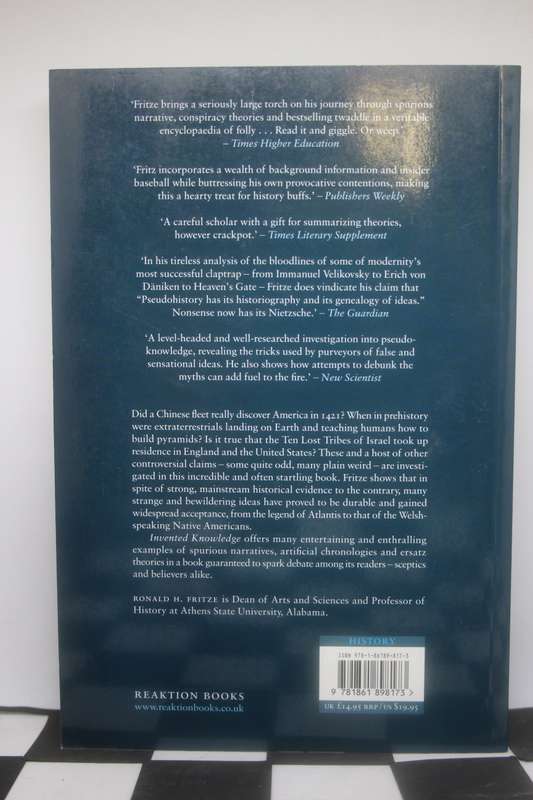 ‘Fritze brings a seriously large torch on his journey through spurious
narrative, conspiracy theories and bestselling twaddle in a veritable
encyclopaedia of folly . . . Read it and giggle. Or weep’
– Times Higher Education
‘Fritz incorporates a wealth of background information and insider
baseball while buttressing his own provocative contentions, making
this a hearty treat for history buffs.’ – Publishers Weekly
‘A careful scholar with a gift for summarizing theories,
however crackpot.’ – Times Literary Supplement
‘In his tireless analysis of the bloodlines of some of modernity’s
most successful claptrap – from Immanuel Velikovsky to Erich von
Däniken to Heaven’s Gate – Fritze does vindicate his claim that
“Pseudohistory has its historiography and its genealogy of ideas.”
Nonsense now has its Nietzsche.’ – The Guardian
‘A level-headed and well-researched investigation into pseudo-
knowledge, revealing the tricks used by purveyors of false and
sensational ideas. He also shows how attempts to debunk the
myths can add fuel to the fire.’ – New Scientist
Did a Chinese fleet really discover America in 1421? When in prehistory
were extraterrestrials landing on Earth and teaching humans how to
build pyramids? Is it true that the Ten Lost Tribes of Israel took up
residence in England and the United States? These and a host of other
controversial claims – some quite odd, many plain weird – are investi-
gated in this incredible and often startling book. Fritze shows that in
spite of strong, mainstream historical evidence to the contrary, many
strange and bewildering ideas have proved to be durable and gained
widespread acceptance, from the legend of Atlantis to that of the Welsh-
speaking Native Americans.
Invented Knowledge offers many entertaining and enthralling
examples of spurious narratives, artificial chronologies and ersatz
theories in a book guaranteed to spark debate among its readers – sceptics
and believers alike.
RONALD H. FRITZE is Dean of Arts and Sciences and Professor of
History at Athens State University, Alabama.
HISTORY
ISBN 978-1-86189-817-3
9 781861 898173 >
UK £14.95 RRP/US $19.95
REAKTION BOOKS
www.reaktionbooks.co.uk